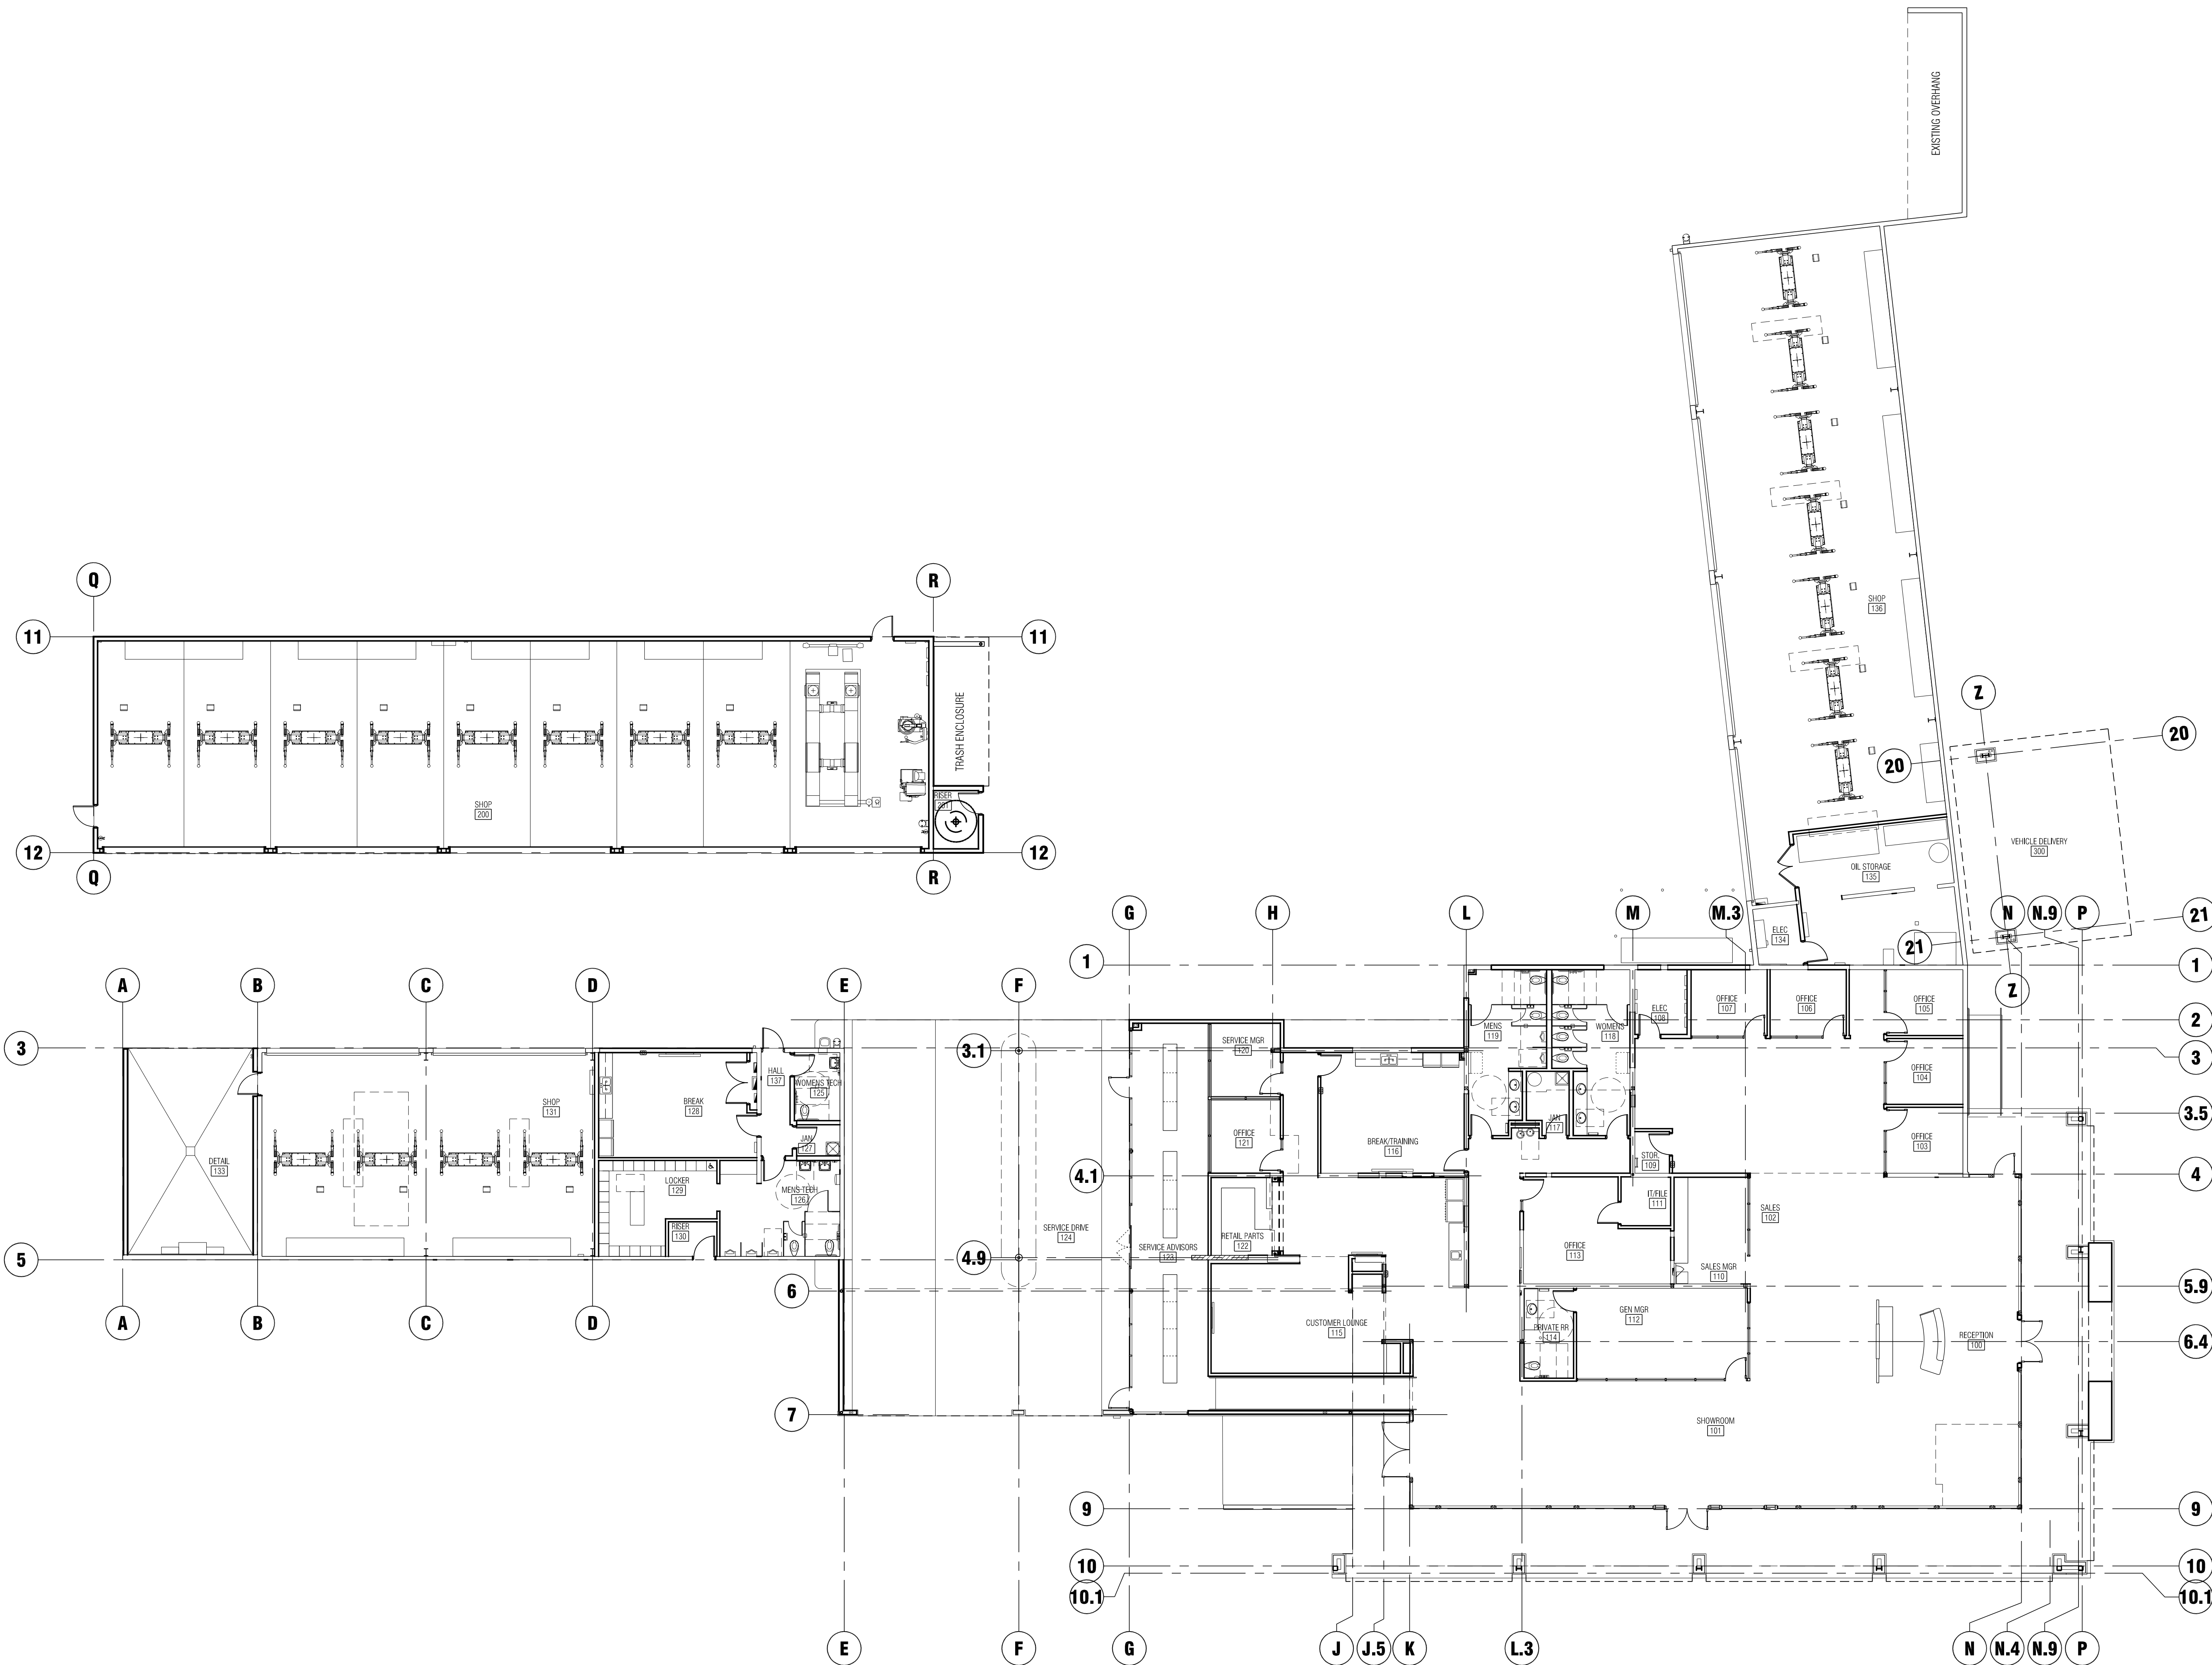 EXISTING OVERHANG
SHOP
136
Q
R
11
11
TRASH ENCLOSURE
SHOP
200
RISER
201
12
12
Q
R
Z
20
20
VEHICLE DELIVERY
300
OIL STORAGE
135
ELEC
134
21
21
Z
G
H
L
M
M.3
N
N.9
P
1
1
A
B
C
D
E
F
2
3
3
3.1
3.5
4
4.1
4.9
5
5.9
6
6.4
7
9
9
10
10
10.1
10.1
DETAIL
133
SHOP
131
BREAK
128
HALL
137
WOMENS TECH
125
JAN
127
LOCKER
129
MENS TECH
126
RISER
130
SERVICE DRIVE
124
SERVICE ADVISORS
123
SERVICE MGR
120
OFFICE
121
RETAIL PARTS
122
BREAK/TRAINING
116
CUSTOMER LOUNGE
115
MENS
119
WOMENS
118
JAN
117
ELEC
108
OFFICE
107
OFFICE
106
OFFICE
105
OFFICE
104
OFFICE
103
STOR.
109
IT/FILE
111
OFFICE
113
SALES
102
SALES MGR
110
GEN MGR
112
PRIVATE RR
114
RECEPTION
100
SHOWROOM
101
A
B
C
D
E
F
G
J
J.5
K
L.3
N
N.4
N.9
P